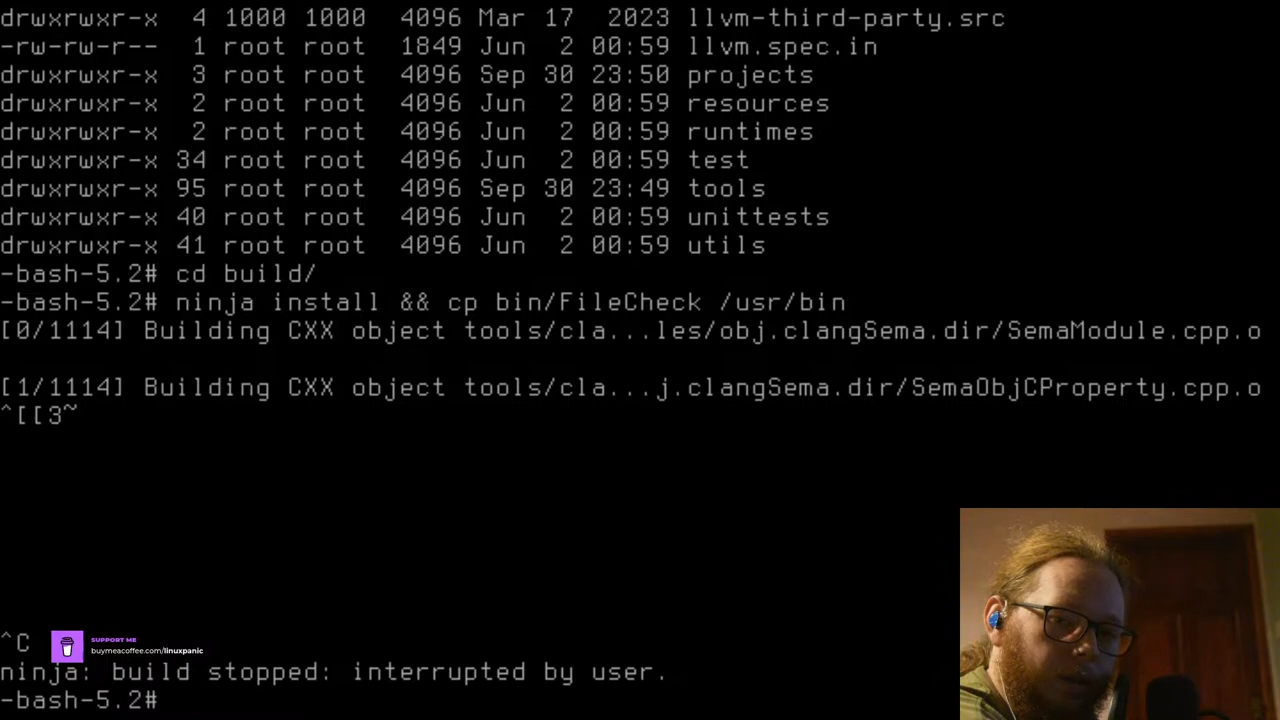 drwxrwxr-x  4 1000 1000  4096 Mar 17  2023 llvm-third-party.src
-rw-rw-r--  1 root root  1849 Jun  2 00:59 llvm.spec.in
drwxrwxr-x  3 root root  4096 Sep 30 23:50 projects
drwxrwxr-x  2 root root  4096 Jun  2 00:59 resources
drwxrwxr-x  2 root root  4096 Jun  2 00:59 runtimes
drwxrwxr-x 34 root root  4096 Jun  2 00:59 test
drwxrwxr-x 95 root root  4096 Sep 30 23:49 tools
drwxrwxr-x 40 root root  4096 Jun  2 00:59 unittests
drwxrwxr-x 41 root root  4096 Jun  2 00:59 utils
-bash-5.2# cd build/
-bash-5.2# ninja install && cp bin/FileCheck /usr/bin
[0/1114] Building CXX object tools/cla...les/obj.clangSema.dir/SemaModule.cpp.o
[1/1114] Building CXX object tools/cla...j.clangSema.dir/SemaObjCProperty.cpp.o
^[[3~
^C
SUPPORT ME
buymeacoffee.com/linuxpanic
ninja: build stopped: interrupted by user.
-bash-5.2#